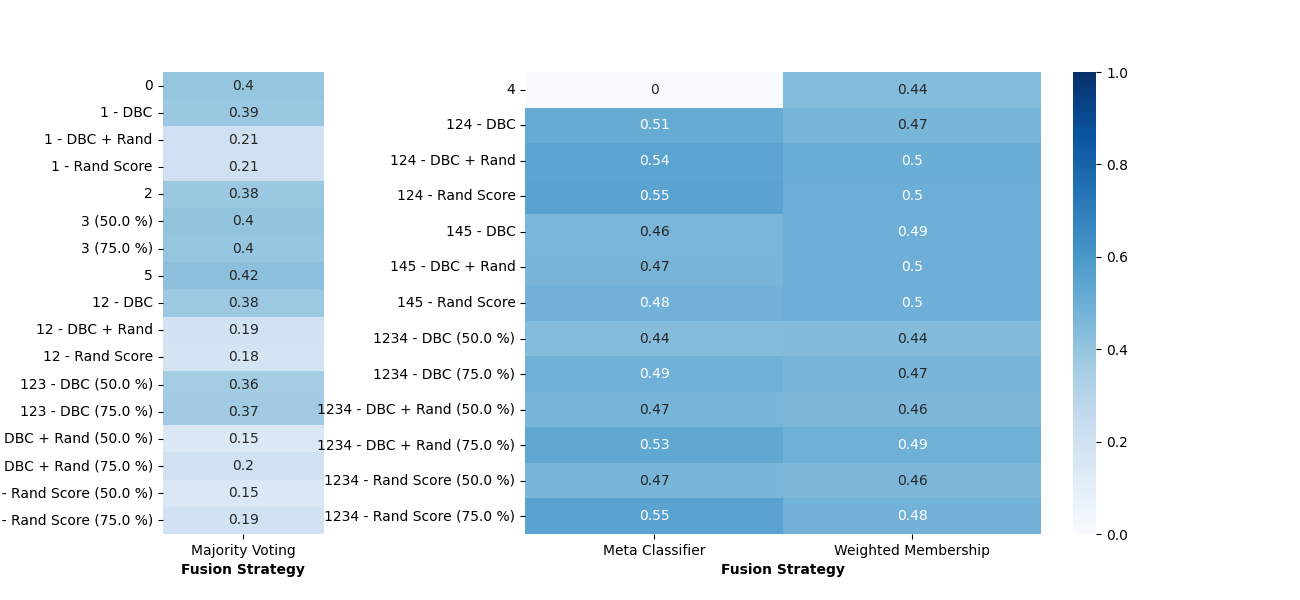 0 0.4
1 - DBC 0.39
1 - DBC + Rand 0.21
1 - Rand Score 0.21
2 0.38
3 (50.0 %) 0.4
3 (75.0 %) 0.4
5 0.42
12 - DBC 0.38
12 - DBC + Rand 0.19
12 - Rand Score 0.18
123 - DBC (50.0 %) 0.36
123 - DBC (75.0 %) 0.37
DBC + Rand (50.0 %) 0.15
DBC + Rand (75.0 %) 0.2
- Rand Score (50.0 %) 0.15
- Rand Score (75.0 %) 0.19
Majority Voting
Fusion Strategy
4 0 0.44
124 - DBC 0.51 0.47
124 - DBC + Rand 0.54 0.5
124 - Rand Score 0.55 0.5
145 - DBC 0.46 0.49
145 - DBC + Rand 0.47 0.5
145 - Rand Score 0.48 0.5
1234 - DBC (50.0 %) 0.44 0.44
1234 - DBC (75.0 %) 0.49 0.47
1234 - DBC + Rand (50.0 %) 0.47 0.46
1234 - DBC + Rand (75.0 %) 0.53 0.49
1234 - Rand Score (50.0 %) 0.47 0.46
1234 - Rand Score (75.0 %) 0.55 0.48
Meta Classifier Weighted Membership
Fusion Strategy
1.0
0.8
0.6
0.4
0.2
0.0